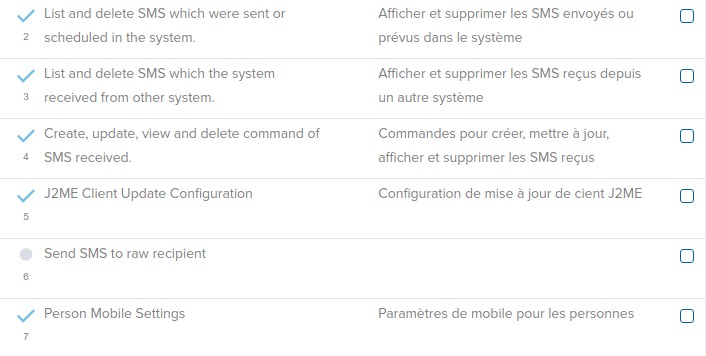 List and delete SMS which were sent or
scheduled in the system.
Afficher et supprimer les SMS envoyés ou
prévus dans le système
2
List and delete SMS which the system
received from other system.
Afficher et supprimer les SMS reçus depuis
un autre système
3
Create, update, view and delete command of
SMS received.
Commandes pour créer, mettre à jour,
afficher et supprimer les SMS reçus
4
J2ME Client Update Configuration
Configuration de mise à jour de cient J2ME
5
Send SMS to raw recipient
6
Person Mobile Settings
Paramètres de mobile pour les personnes
7